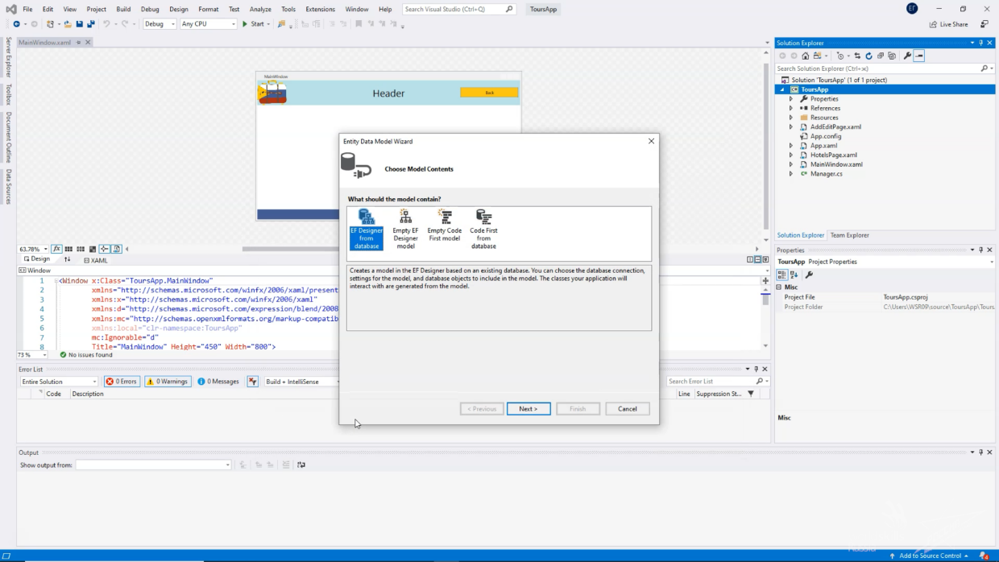 File Edit View Project Build Debug Design Format Test Analyze Tools Extensions Window Help Search Visual Studio (Ctrl+Q) ToursApp ЕГ
Debug Any CPU Start Live Share
MainWindow.xaml
Server Explorer
Toolbox
Document Outline
Data Sources
MainWindow
Header
Back
63.78%
Design XAML
Window
1 <Window x:Class="ToursApp.MainWindow"
2 xmlns="http://schemas.microsoft.com/winfx/2006/xaml/present
3 xmlns:x="http://schemas.microsoft.com/winfx/2006/xaml"
4 xmlns:d="http://schemas.microsoft.com/expression/blend/2008
5 xmlns:mc="http://schemas.openxmlformats.org/markup-compatib
6 xmlns:local="clr-namespace:ToursApp"
7 mc:Ignorable="d"
8 Title="MainWindow" Height="450" Width="800">
73 % No issues found
Entity Data Model Wizard
Choose Model Contents
What should the model contain?
EF Designer from database
Empty EF Designer model
Empty Code First model
Code First from database
Creates a model in the EF Designer based on an existing database. You can choose the database connection,
settings for the model, and database objects to include in the model. The classes your application will
interact with are generated from the model.
< Previous Next > Finish Cancel
Error List
Entire Solution 0 Errors 0 Warnings 0 Messages Build + IntelliSense Search Error List
Code Description Line Suppression St...
Output
Show output from:
Solution Explorer
Search Solution Explorer (Ctrl+ж)
Solution 'ToursApp' (1 of 1 project)
ToursApp
Properties
References
Resources
AddEditPage.xaml
App.config
App.xaml
HotelsPage.xaml
MainWindow.xaml
Manager.cs
Solution Explorer Team Explorer
Properties
ToursApp Project Properties
Misc
Project File ToursApp.csproj
Project Folder C:\Users\WSR09\source\ToursApp\Tours
Misc
Add to Source Control 4